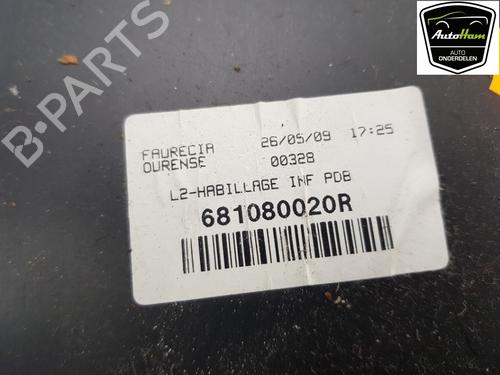 AutoHam
AUTO
ONDERDELEN
B-PARTS
FAURECIA 26/05/09 17:25
OURENSE 00328
L2-HABILLAGE INF PDB
681080020R